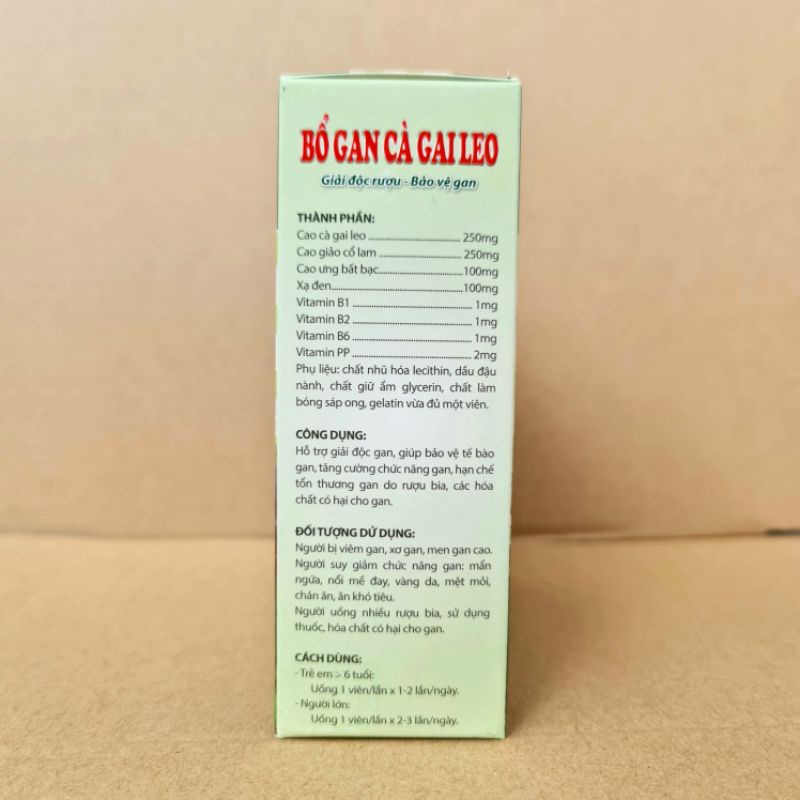 BỔ GAN CÀ GAI LEO
Giải độc rượu - Bảo vệ gan
THÀNH PHẦN:
Cao cà gai leo ........................ 250mg
Cao giảo cổ lam ...................... 250mg
Cao ưng bất bạc...................... 100mg
Xạ đen.................................... 100mg
Vitamin B1 ............................... 1mg
Vitamin B2 ............................... 1mg
Vitamin B6 ............................... 1mg
Vitamin PP ............................... 2mg
Phụ liệu: chất nhũ hóa lecithin, dầu đậu
nành, chất giữ ẩm glycerin, chất làm
bóng sáp ong, gelatin vừa đủ một viên.
CÔNG DỤNG:
Hỗ trợ giải độc gan, giúp bảo vệ tế bào
gan, tăng cường chức năng gan, hạn chế
tổn thương gan do rượu bia, các hóa
chất có hại cho gan.
ĐỐI TƯỢNG DỬ DỤNG:
Người bị viêm gan, xơ gan, men gan cao.
Người suy giảm chức năng gan: mẩn
ngứa, nổi mề đay, vàng da, mệt mỏi,
chán ăn, ăn khó tiêu.
Người uống nhiều rượu bia, sử dụng
thuốc, hóa chất có hại cho gan.
CÁCH DÙNG:
- Trẻ em > 6 tuổi:
Uống 1 viên/lần x 1-2 lần/ngày.
- Người lớn:
Uống 1 viên/lần x 2-3 lần/ngày.